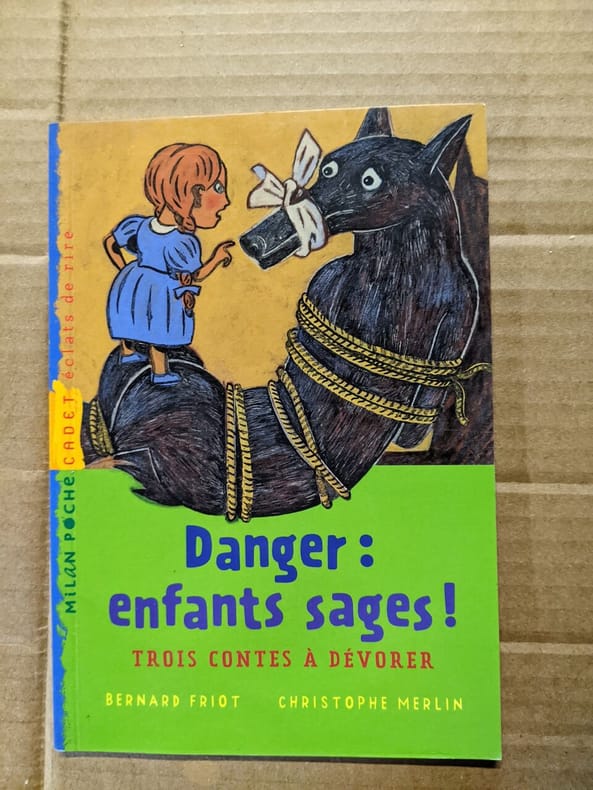 MiLAN POCHE CADET éclats de rire
Danger :
enfants sages !
TROIS CONTES À DÉVORER
BERNARD FRIOT CHRISTOPHE MERLIN